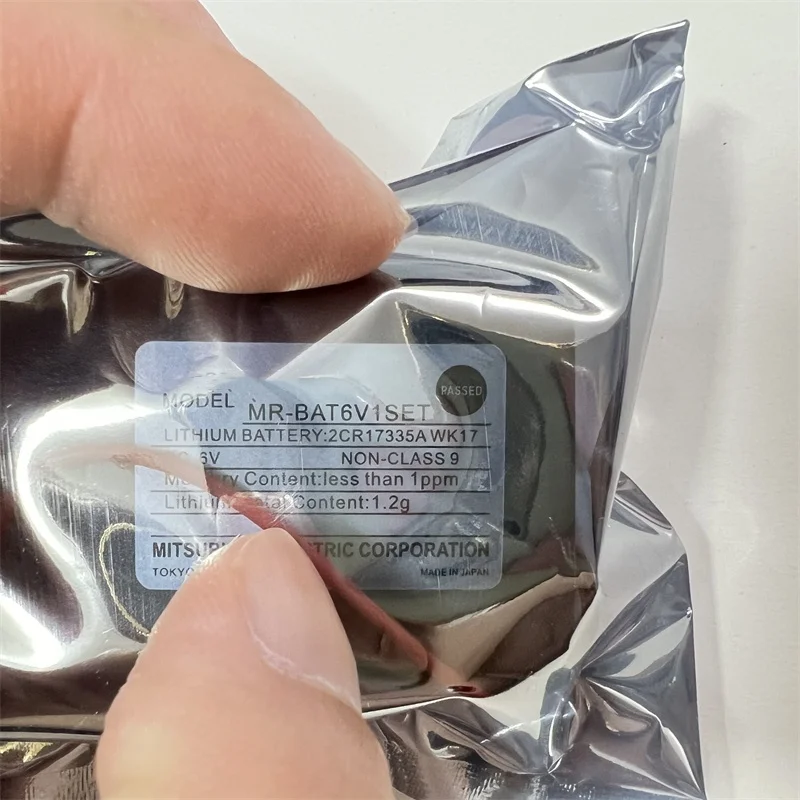 PASSED
MODEL MR-BAT6V1SET
LITHIUM BATTERY:2CR17335A WK17
6V NON-CLASS 9
Content:less than 1ppm
Lithium Content:1.2g
ELECTRIC CORPORATION
MADE IN JAPAN